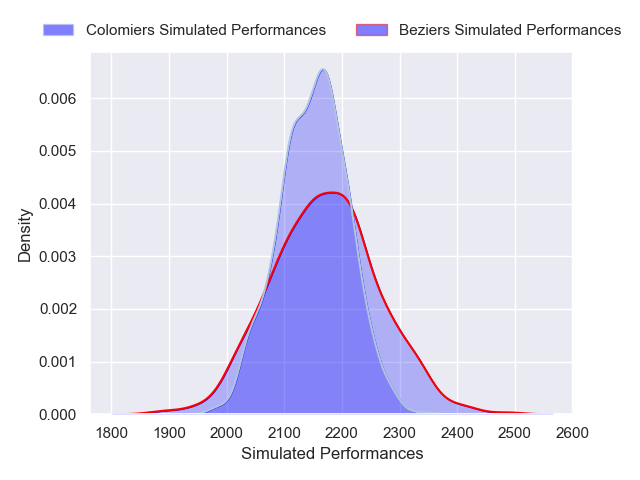 Colomiers Simulated Performances Beziers Simulated Performances
0.006
0.005
0.004
0.003
0.002
0.001
0.000
Density
1800 1900 2000 2100 2200 2300 2400 2500 2600
Simulated Performances